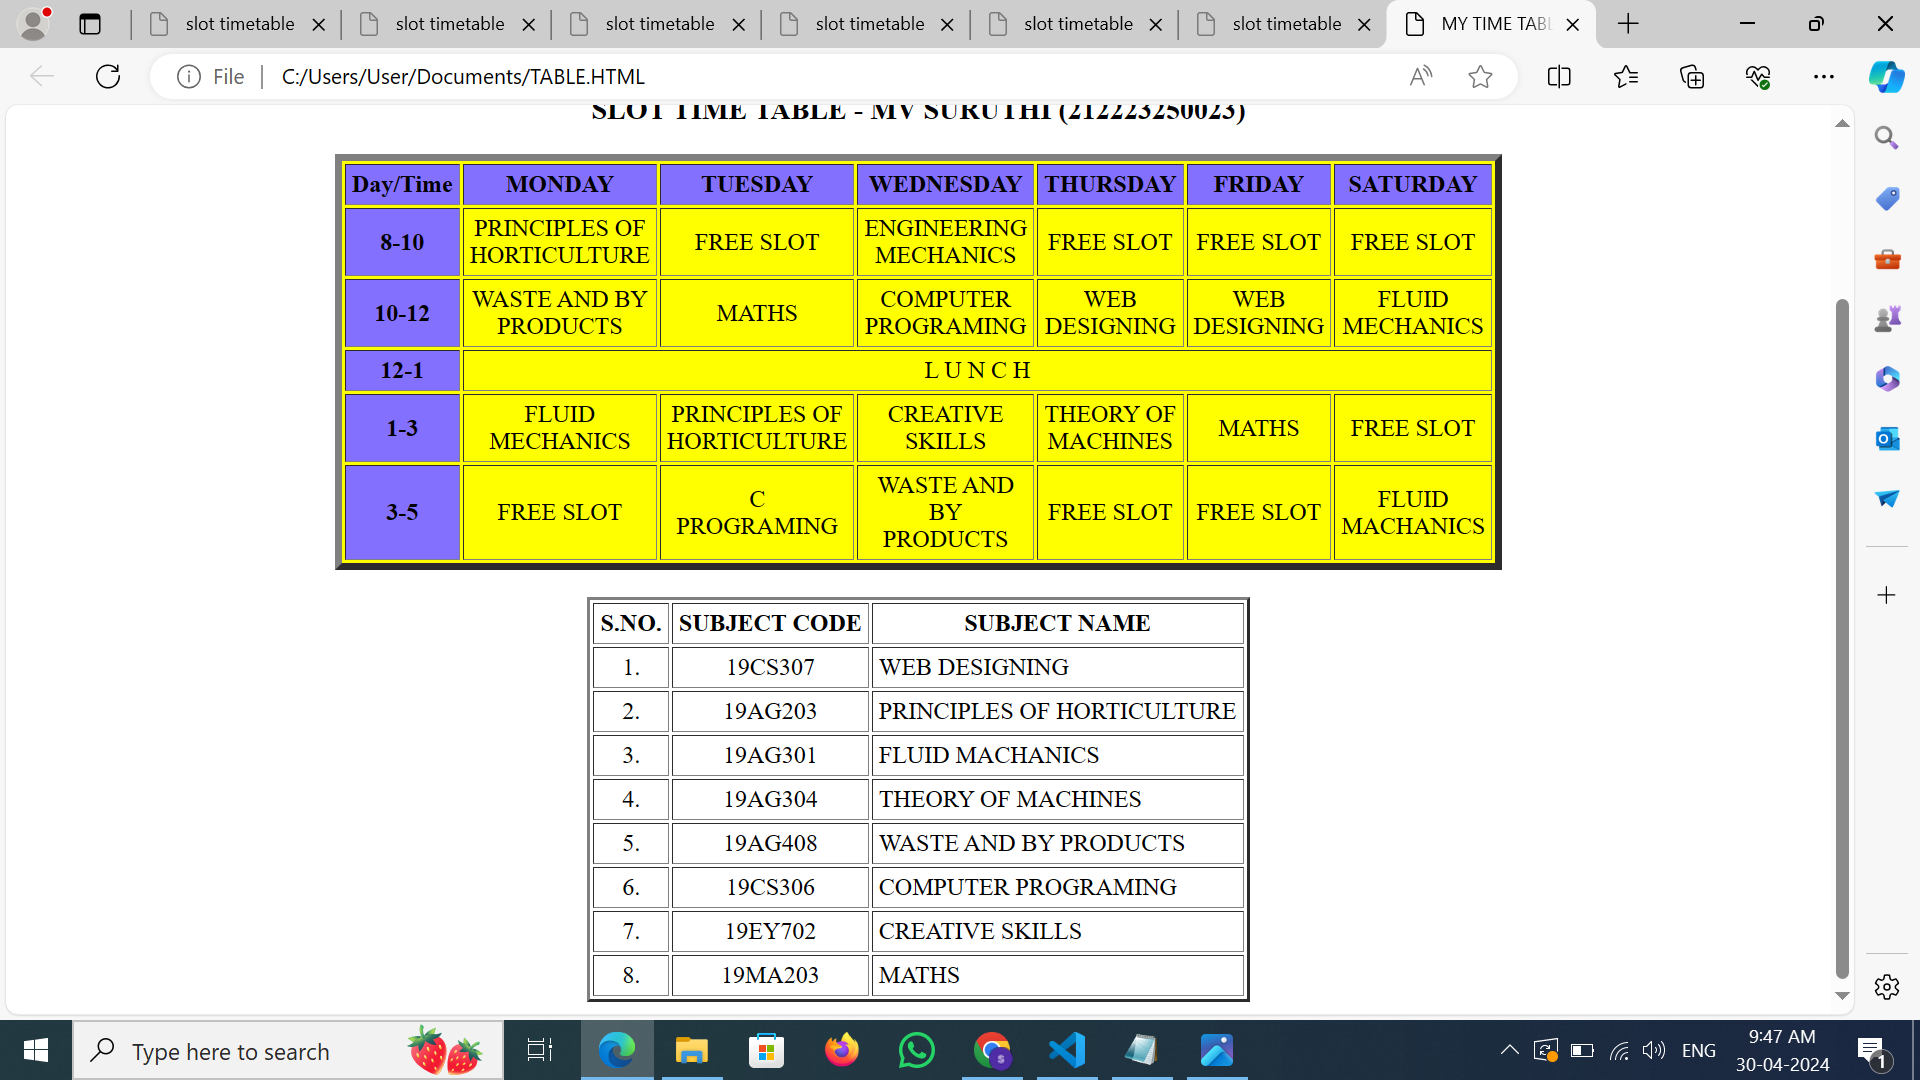 slot timetable
slot timetable
slot timetable
slot timetable
slot timetable
slot timetable
MY TIME TABL
File
C:/Users/User/Documents/TABLE.HTML
SLOT TIME TABLE - MV SURUTHI (212223250023)
Day/Time MONDAY TUESDAY WEDNESDAY THURSDAY FRIDAY SATURDAY
8-10
PRINCIPLES OF
HORTICULTURE
FREE SLOT
ENGINEERING
MECHANICS
FREE SLOT
FREE SLOT
FREE SLOT
10-12
WASTE AND BY
PRODUCTS
MATHS
COMPUTER
PROGRAMING
WEB
DESIGNING
WEB
DESIGNING
FLUID
MECHANICS
12-1
L U N C H
1-3
FLUID
MECHANICS
PRINCIPLES OF
HORTICULTURE
CREATIVE
SKILLS
THEORY OF
MACHINES
MATHS
FREE SLOT
3-5
FREE SLOT
C
PROGRAMING
WASTE AND
BY
PRODUCTS
FREE SLOT
FREE SLOT
FLUID
MACHANICS
S.NO. SUBJECT CODE SUBJECT NAME
1. 19CS307 WEB DESIGNING
2. 19AG203 PRINCIPLES OF HORTICULTURE
3. 19AG301 FLUID MACHANICS
4. 19AG304 THEORY OF MACHINES
5. 19AG408 WASTE AND BY PRODUCTS
6. 19CS306 COMPUTER PROGRAMING
7. 19EY702 CREATIVE SKILLS
8. 19MA203 MATHS
Type here to search
ENG
9:47 AM
30-04-2024
1